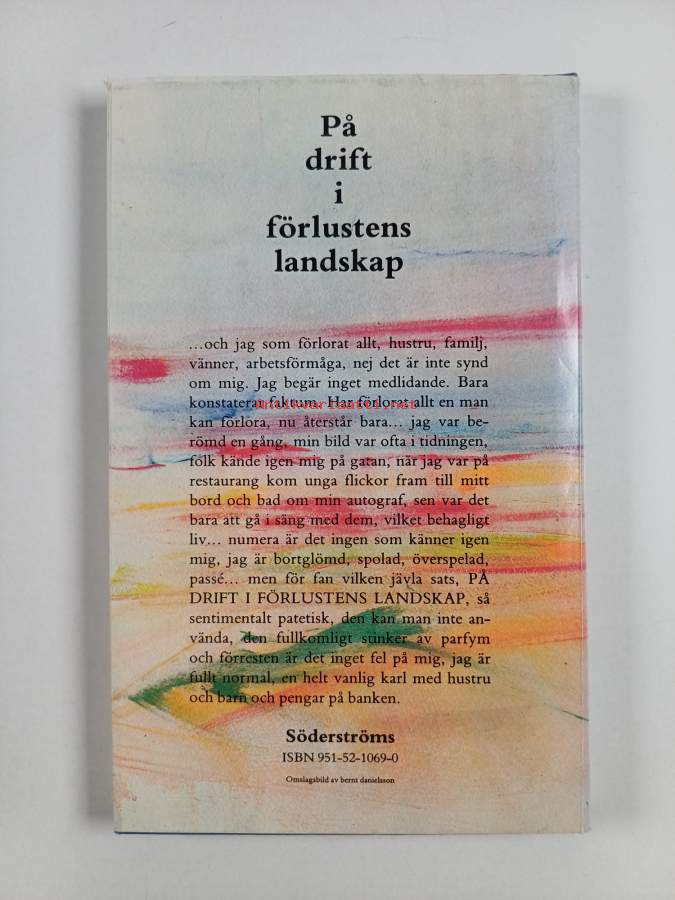 På
drift
i
förlustens
landskap
...och jag som förlorat allt, hustru, familj,
vänner, arbetsförmåga, nej det är inte synd
om mig. Jag begär inget medlidande. Bara
konstaterar faktum. Har förlorat allt en man
antikvariaatti.net
kan förlora, nu återstår bara... jag var be-
römd en gång, min bild var ofta i tidningen,
folk kände igen mig på gatan, när jag var på
restaurang kom unga flickor fram till mitt
bord och bad om min autograf, sen var det
bara att gå i säng med dem, vilket behagligt
liv... numera är det ingen som känner igen
mig, jag är bortglömd, spolad, överspelad,
passé... men för fan vilken jävla sats, PÅ
DRIFT I FÖRLUSTENS LANDSKAP, så
sentimentalt patetisk, den kan man inte an-
vända, den fullkomligt stinker av parfym
och förresten är det inget fel på mig, jag är
fullt normal, en helt vanlig karl med hustru
och barn och pengar på banken.
Söderströms
ISBN 951-52-1069-0
Omslagsbild av bernt danielsson